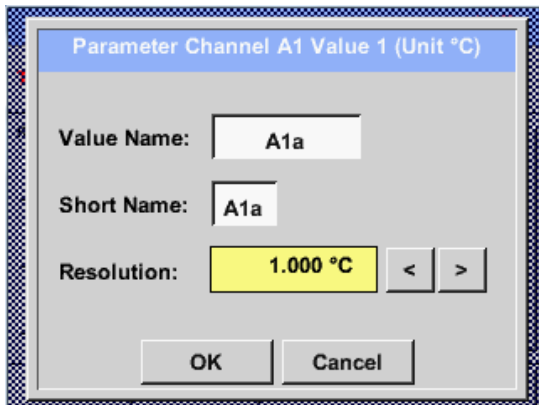 Parameter Channel A1 Value 1 (Unit °C)
Value Name: A1a
Short Name: A1a
Resolution: 1.000 °C < >
OK Cancel